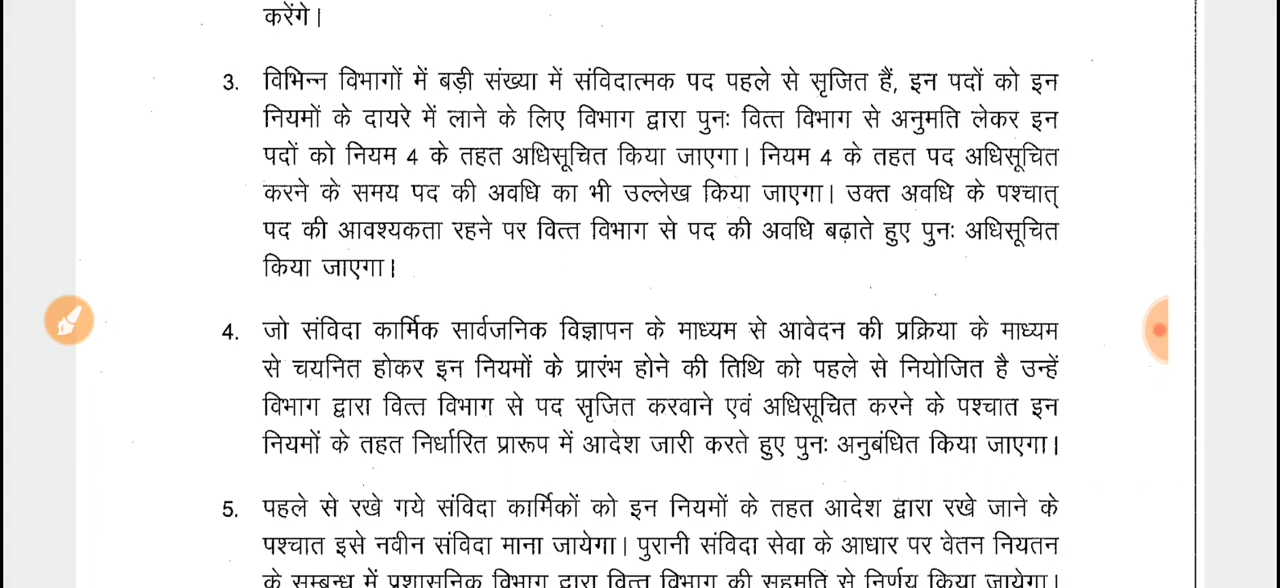 करेंगे।
3. विभिन्न विभागों में बड़ी संख्या में संविदात्मक पद पहले से सृजित हैं, इन पदों को इन
नियमों के दायरे में लाने के लिए विभाग द्वारा पुनः वित्त विभाग से अनुमति लेकर इन
पदों को नियम 4 के तहत अधिसूचित किया जाएगा। नियम 4 के तहत पद अधिसूचित
करने के समय पद की अवधि का भी उल्लेख किया जाएगा। उक्त अवधि के पश्चात्
पद की आवश्यकता रहने पर वित्त विभाग से पद की अवधि बढ़ाते हुए पुनः अधिसूचित
किया जाएगा।
4. जो संविदा कार्मिक सार्वजनिक विज्ञापन के माध्यम से आवेदन की प्रक्रिया के माध्यम
से चयनित होकर इन नियमों के प्रारंभ होने की तिथि को पहले से नियोजित है उन्हें
विभाग द्वारा वित्त विभाग से पद सृजित करवाने एवं अधिसूचित करने के पश्चात इन
नियमों के तहत निर्धारित प्रारूप में आदेश जारी करते हुए पुनः अनुबंधित किया जाएगा।
5. पहले से रखे गये संविदा कार्मिकों को इन नियमों के तहत आदेश द्वारा रखे जाने के
पश्चात इसे नवीन संविदा माना जायेगा। पुरानी संविदा सेवा के आधार पर वेतन नियतन
के सम्बन्ध में प्रशासनिक विभाग द्वारा वित्त विभाग की सहमति से निर्णय किया जायेगा।